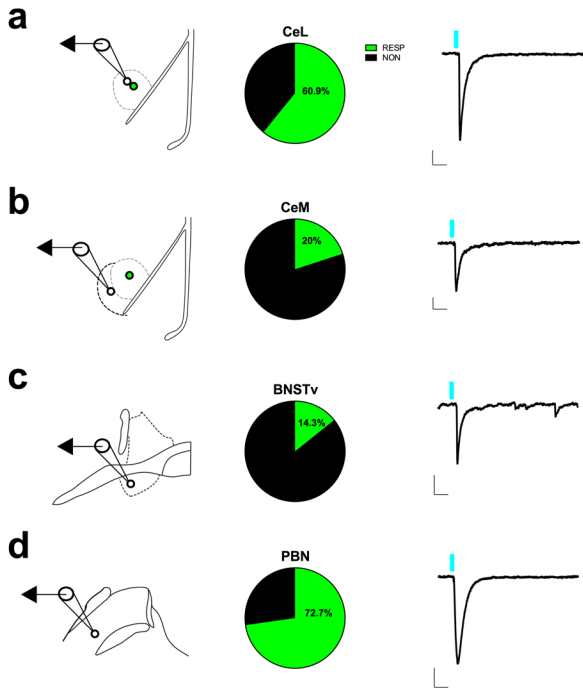 a
CeL
RESP
NON
60.9%
b
CeM
20%
c
BNSTv
14.3%
d
PBN
72.7%